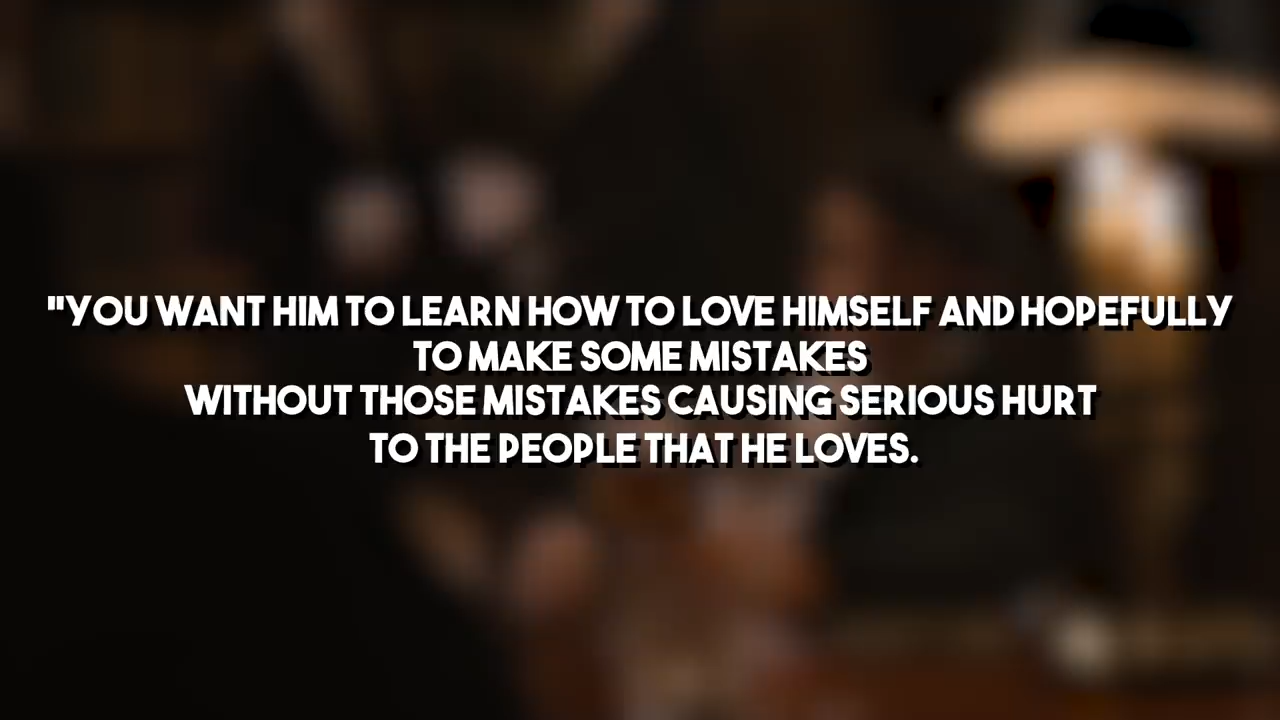 "YOU WANT HIM TO LEARN HOW TO LOVE HIMSELF AND HOPEFULLY
TO MAKE SOME MISTAKES
WITHOUT THOSE MISTAKES CAUSING SERIOUS HURT
TO THE PEOPLE THAT HE LOVES.